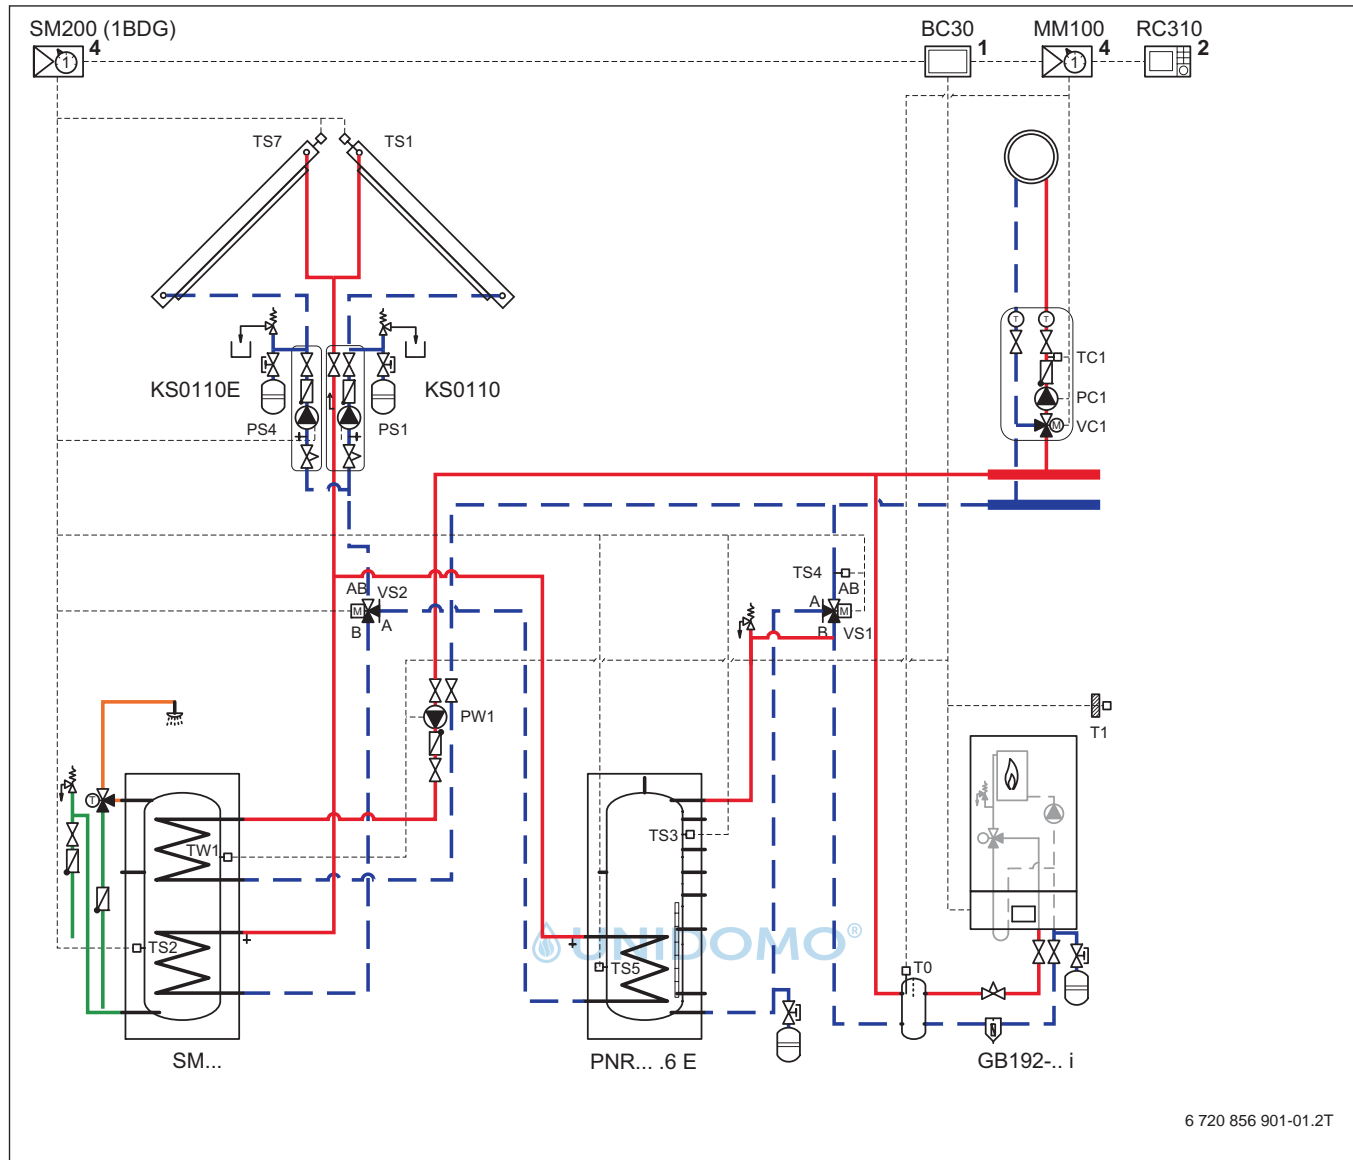 SM200 (1BDG)
4
1
BC30
1
MM100
4
1
RC310
2
TS7
TS1
T
T
TC1
PC1
M
VC1
KS0110E
KS0110
PS4
PS1
TS4
AB
VS2
M
B
A
AB
A
M
B
VS1
PW1
T1
T
TW1
TS3
TS2
TS5
UNIDOMO®
T0
SM...
PNR... .6 E
GB192-.. i
6 720 856 901-01.2T